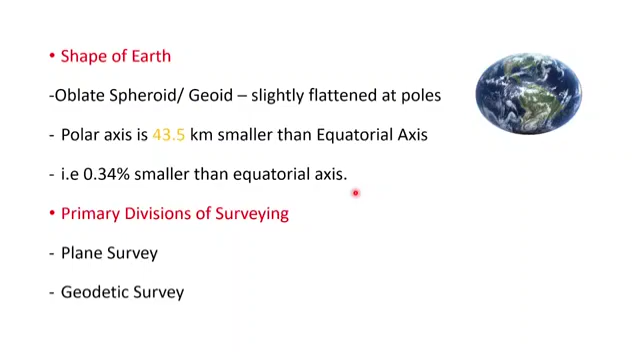 • Shape of Earth
-Oblate Spheroid/ Geoid – slightly flattened at poles
- Polar axis is 43.5 km smaller than Equatorial Axis
- i.e 0.34% smaller than equatorial axis.
• Primary Divisions of Surveying
- Plane Survey
- Geodetic Survey